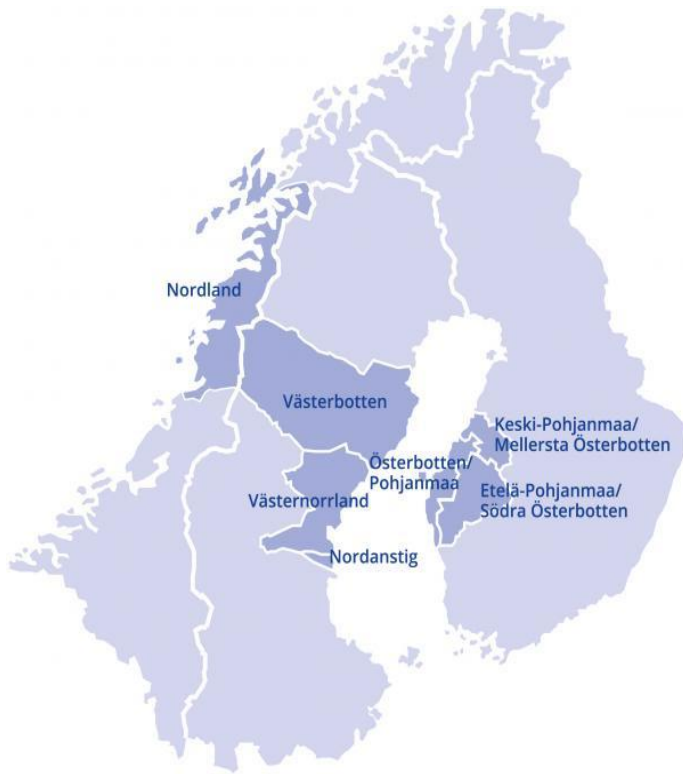 Nordland
Västerbotten
Keski-Pohjanmaa/
Mellersta Österbotten
Österbotten/
Pohjanmaa
Västernorrland
Etelä-Pohjanmaa/
Södra Österbotten
Nordanstig